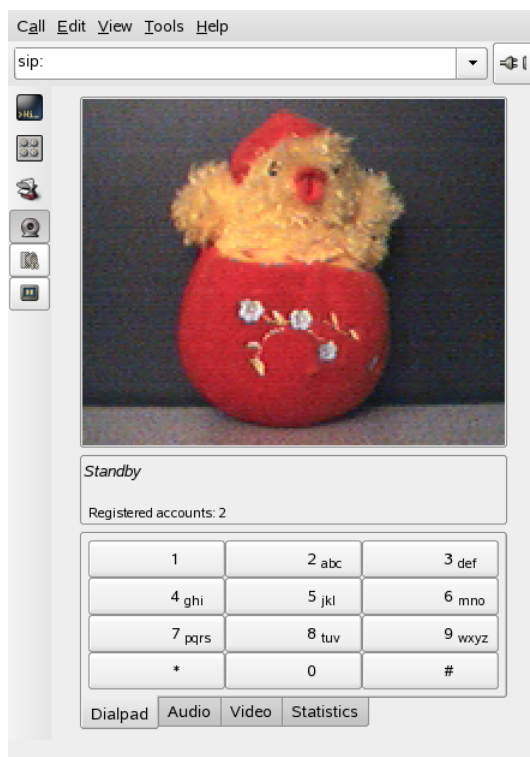 Call Edit View Tools Help
sip:
>Hi...
Standby
Registered accounts: 2
1 2 abc 3 def
4 ghi 5 jkl 6 mno
7 pqrs 8 tuv 9 wxyz
* 0 #
Dialpad Audio Video Statistics